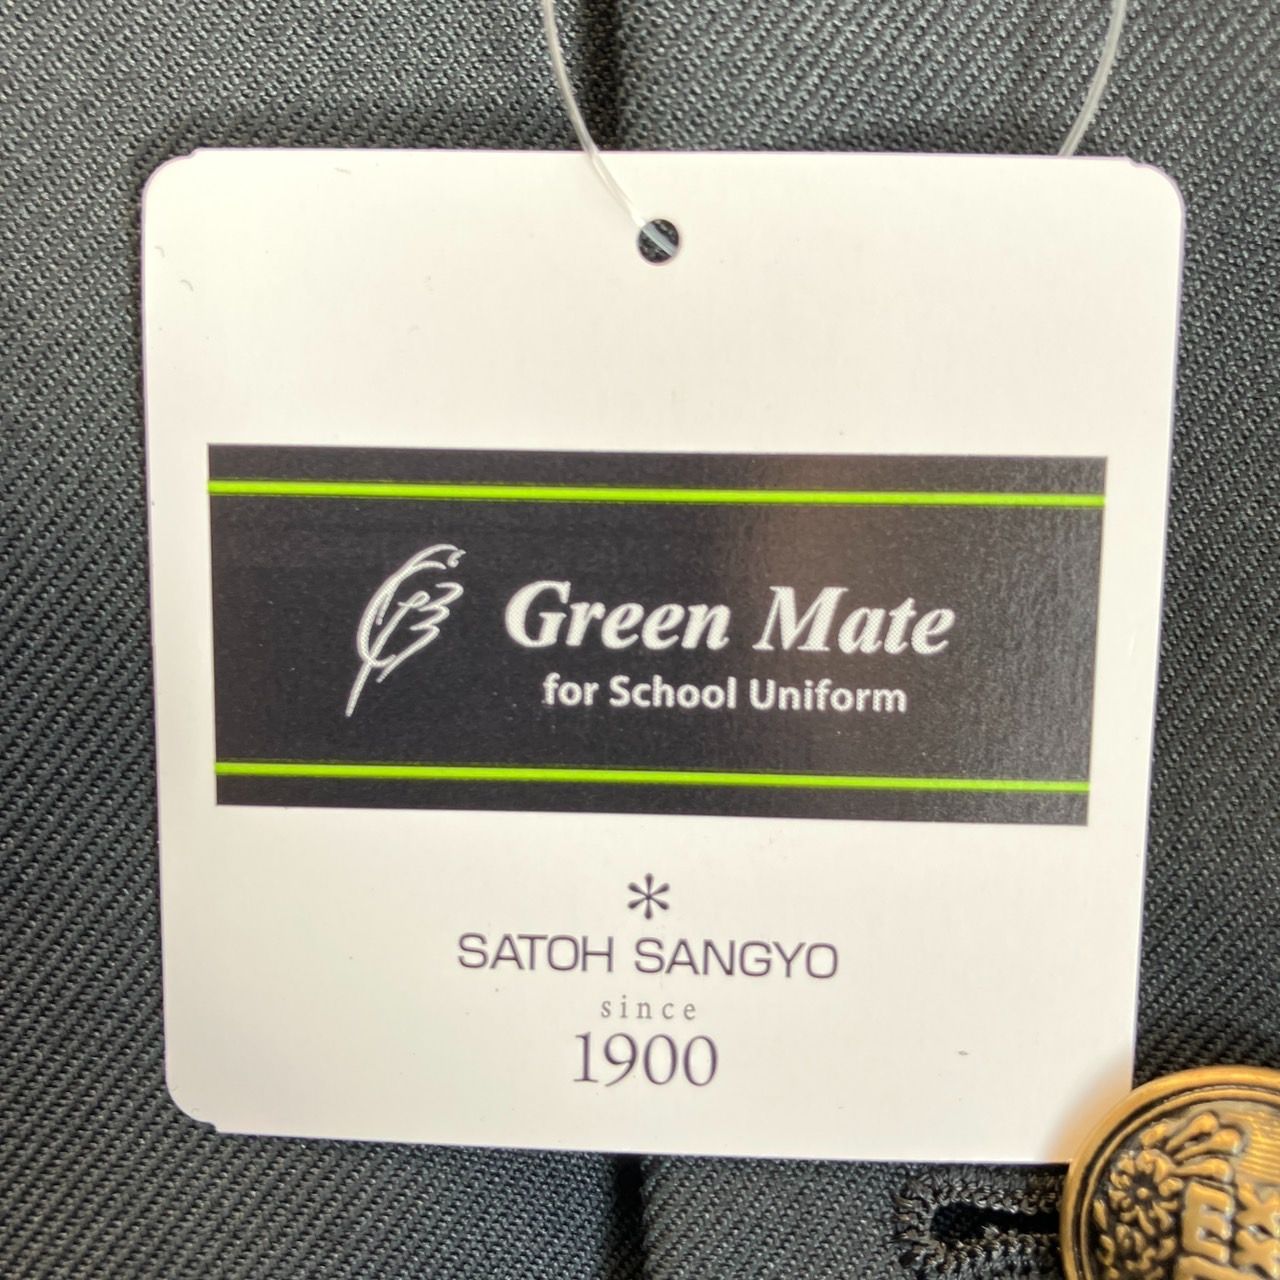 Green Mate
for School Uniform
SATOH SANGYO
since
1900